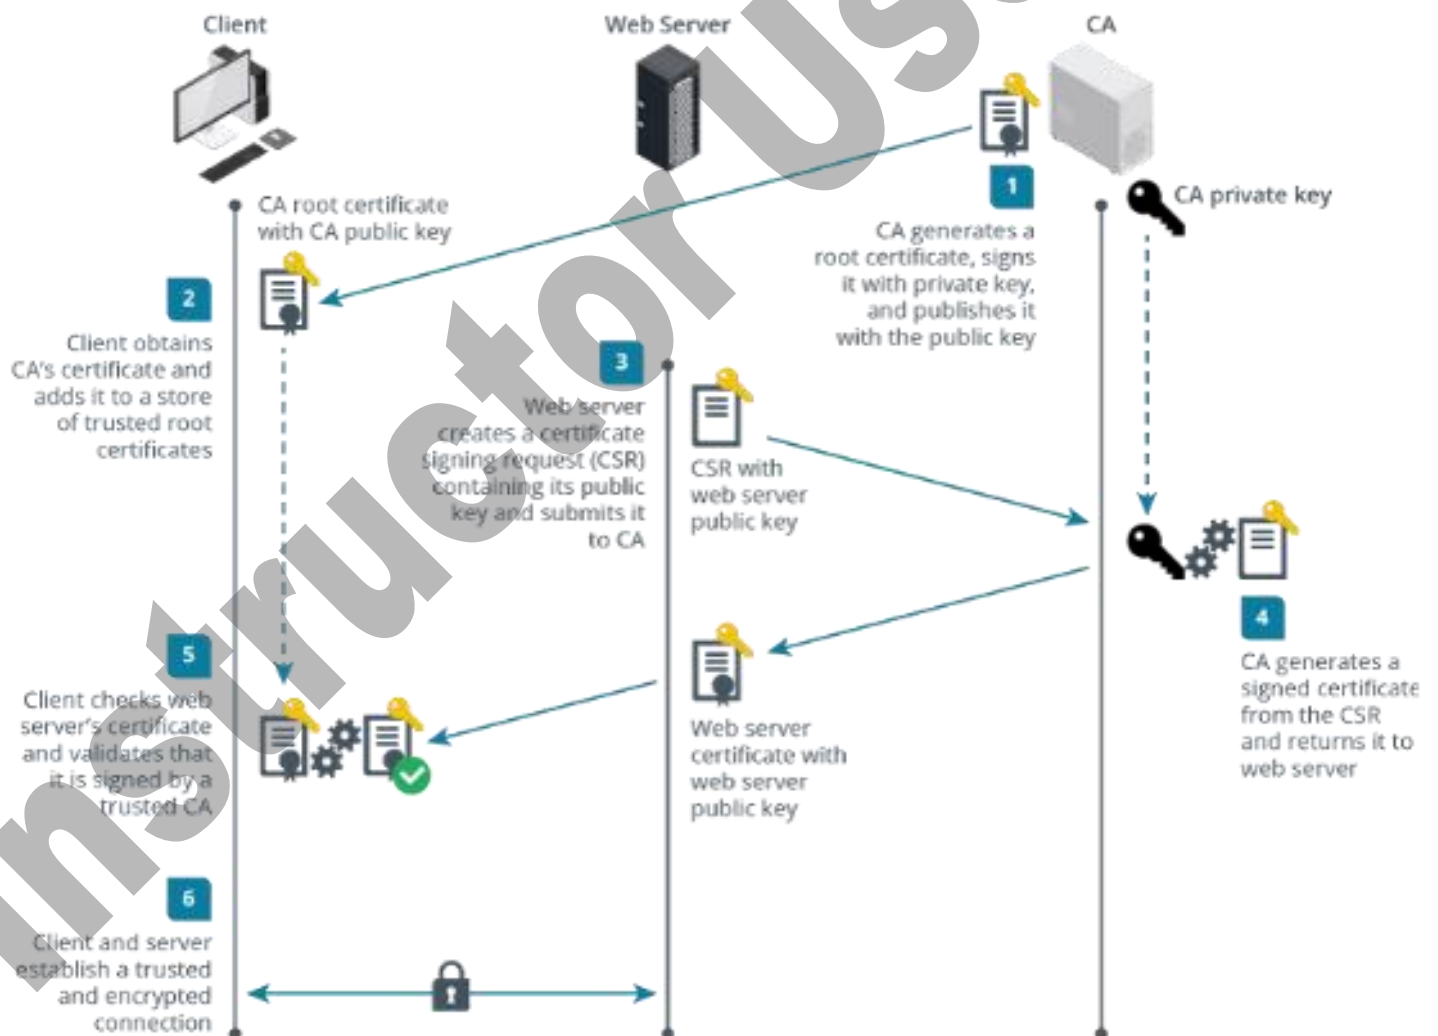 Client
Web Server
CA
1
CA private key
CA root certificate
with CA public key
CA generates a
root certificate, signs
it with private key,
and publishes it
with the public key
2
Client obtains
CA's certificate and
adds it to a store
of trusted root
certificates
3
Web server
creates a certificate
signing request (CSR)
containing its public
key and submits it
to CA
CSR with
web server
public key
4
CA generates a
signed certificate
from the CSR
and returns it to
web server
5
Client checks web
server's certificate
and validates that
it is signed by a
trusted CA
Web server
certificate with
web server
public key
6
Client and server
establish a trusted
and encrypted
connection
Instructor Use